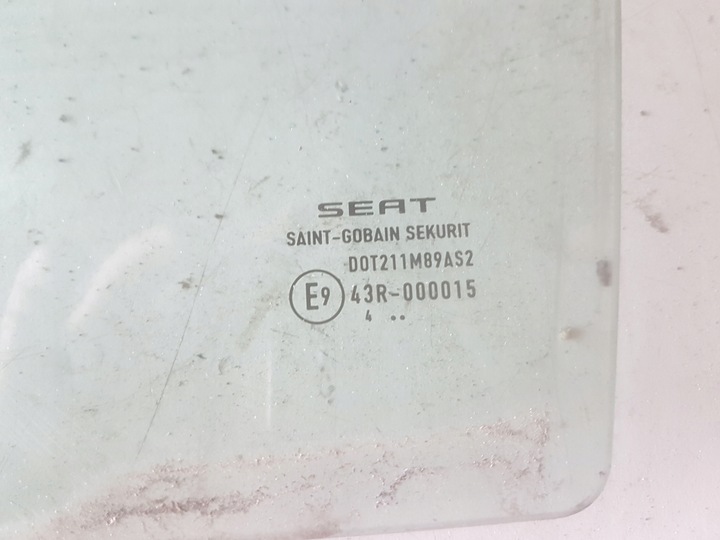 SEAT
SAINT-GOBAIN SEKURIT
DOT211M89AS2
E9 43R-000015
4 ..